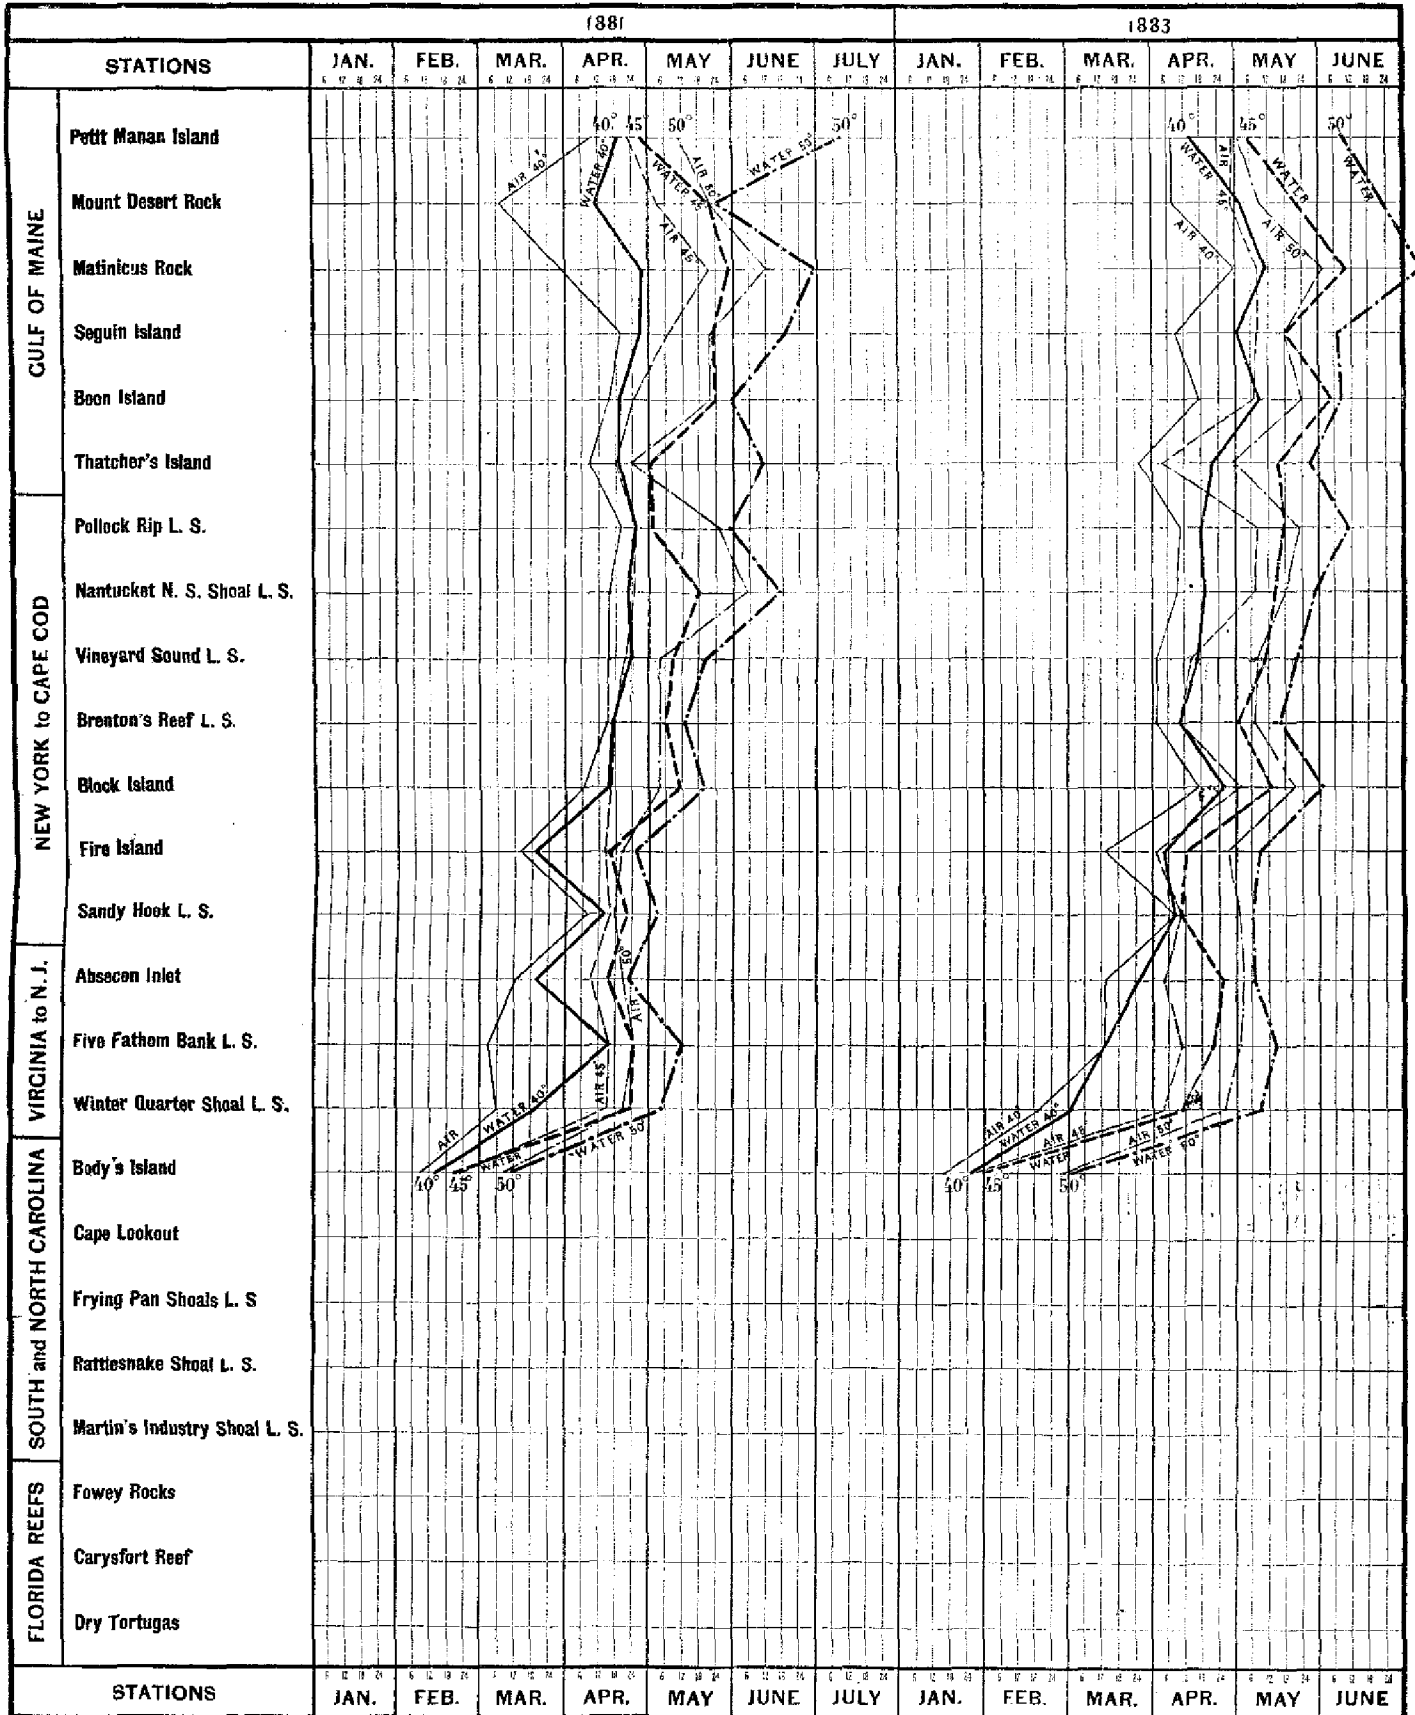 1881 1883
STATIONS JAN. FEB. MAR. APR. MAY JUNE JULY JAN. FEB. MAR. APR. MAY JUNE
GULF OF MAINE
Petit Manan Island
40° 45° 50° 50° 40° 45° 50°
AIR 40° WATER 40° WATER 45 AIR 50° WATER 50° WATER AIR 45° WATER WATER
Mount Desert Rock
AIR 45° AIR 40° AIR 50°
Matinicus Rock
Seguin Island
Boon Island
Thatcher's Island
NEW YORK to CAPE COD
Pollock Rip L. S.
Nantucket N. S. Shoal L. S.
Vineyard Sound L. S.
Brenton's Reef L. S.
Block Island
Fire Island
Sandy Hook L. S.
VIRGINIA to N. J.
Absecon Inlet
AIR 50°
Five Fathom Bank L. S.
AIR 45
Winter Quarter Shoal L. S.
AIR WATER 40° WATER WATER 50° AIR 40° WATER 40° AIR 45 WATER AIR 50° WATER 50°
SOUTH and NORTH CAROLINA
Body's Island
40° 45° 50° 40° 45° 50°
Cape Lookout
Frying Pan Shoals L. S
Rattlesnake Shoal L. S.
Martin's Industry Shoal L. S.
FLORIDA REEFS
Fowey Rocks
Carysfort Reef
Dry Tortugas
STATIONS JAN. FEB. MAR. APR. MAY JUNE JULY JAN. FEB. MAR. APR. MAY JUNE